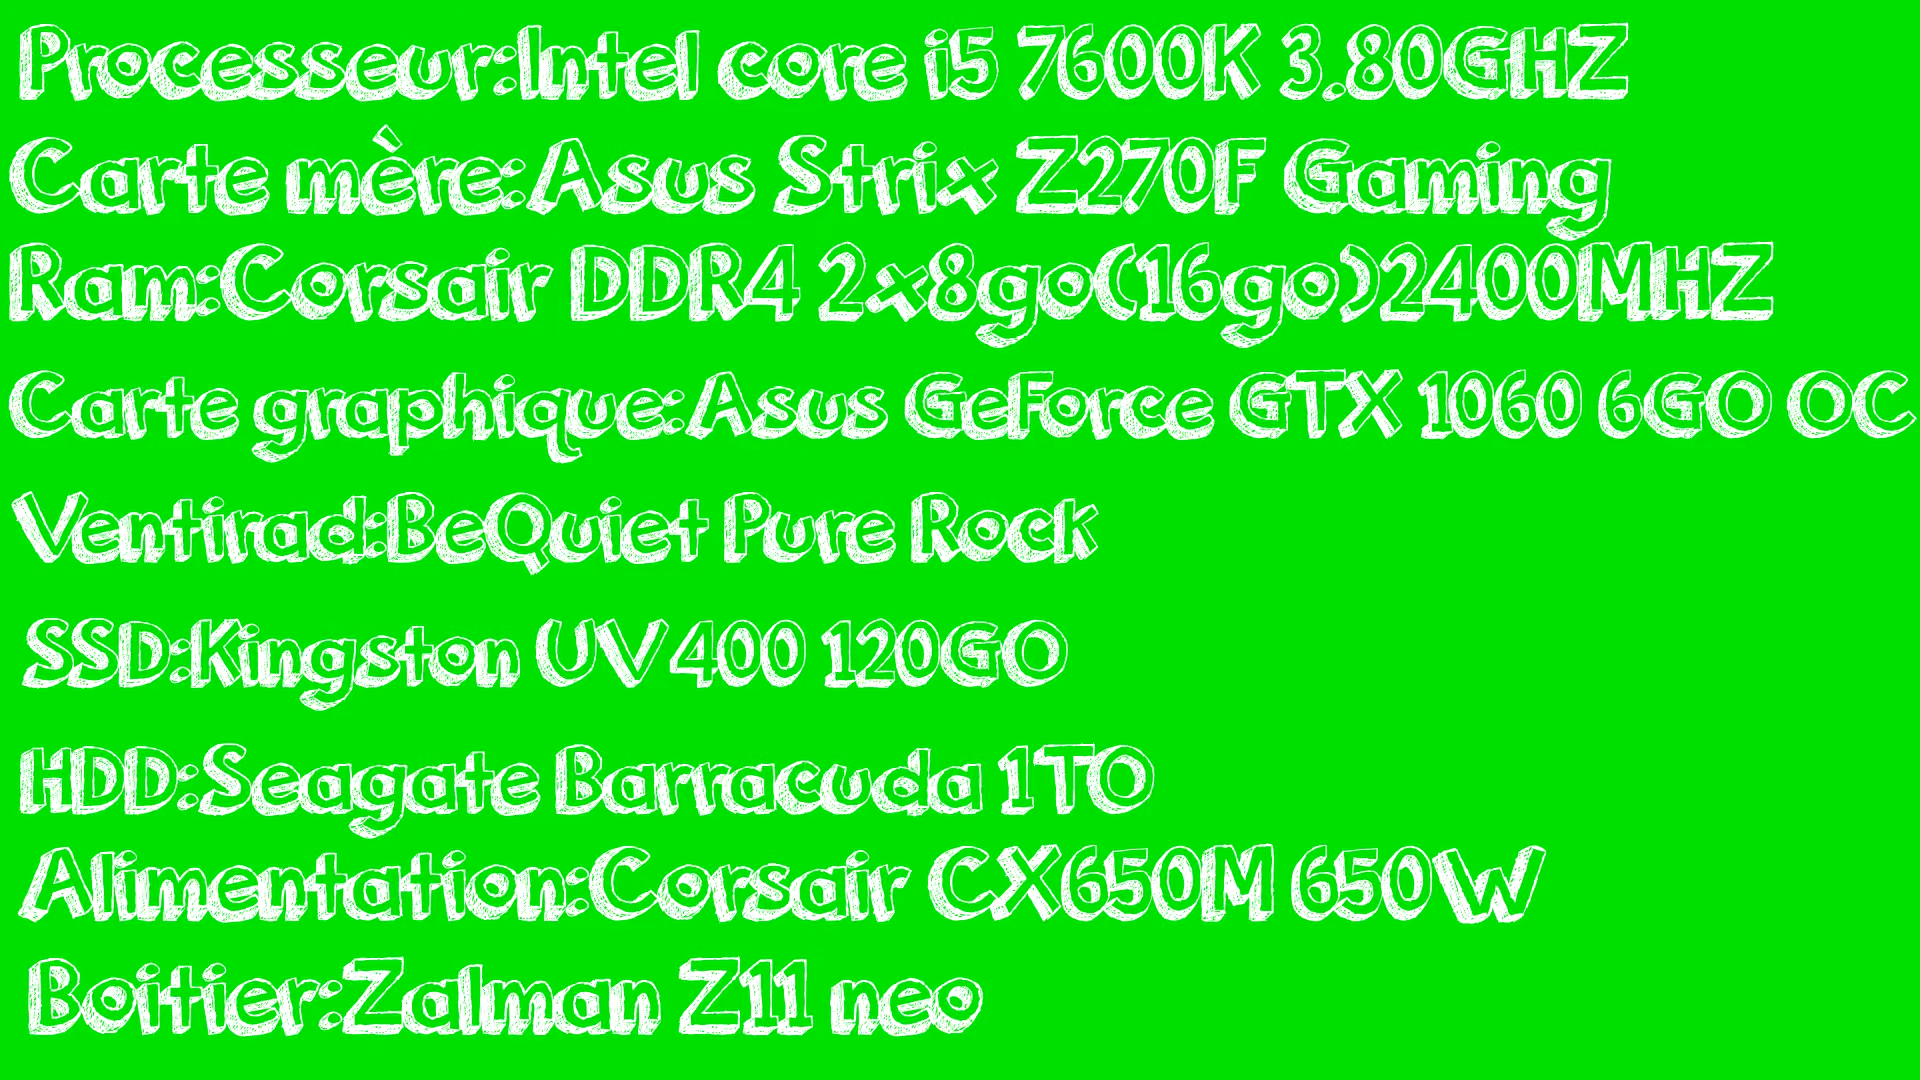 Processeur:Intel core i5 7600K 3.80GHZ
Carte mère:Asus Strix Z270F Gaming
Ram:Corsair DDR4 2x8go(16go)2400MHZ
Carte graphique:Asus GeForce GTX 1060 6GO OC
Ventirad:BeQuiet Pure Rock
SSD:Kingston UV400 120GO
HDD:Seagate Barracuda 1TO
Alimentation:Corsair CX650M 650W
Boitier:Zalman Z11 neo